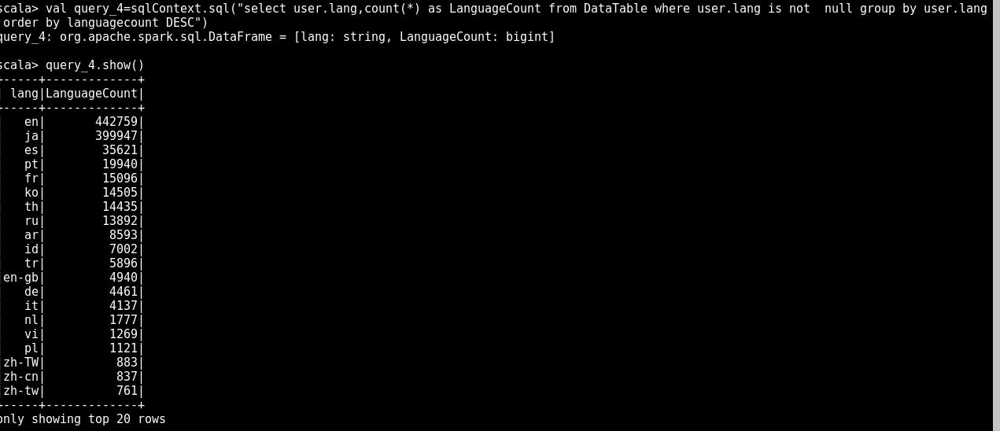 scala> val query_4=sqlContext.sql("select user.lang,count(*) as LanguageCount from DataTable where user.lang is not  null group by user.lang
 order by languagecount DESC")
query_4: org.apache.spark.sql.DataFrame = [lang: string, LanguageCount: bigint]
scala> query_4.show()
+-----+-------------+
| lang|LanguageCount|
+-----+-------------+
|   en|       442759|
|   ja|       399947|
|   es|        35621|
|   pt|        19940|
|   fr|        15096|
|   ko|        14505|
|   th|        14435|
|   ru|        13892|
|   ar|         8593|
|   id|         7002|
|   tr|         5896|
|en-gb|         4940|
|   de|         4461|
|   it|         4137|
|   nl|         1777|
|   vi|         1269|
|   pl|         1121|
|zh-TW|          883|
|zh-cn|          837|
|zh-tw|          761|
+-----+-------------+
only showing top 20 rows